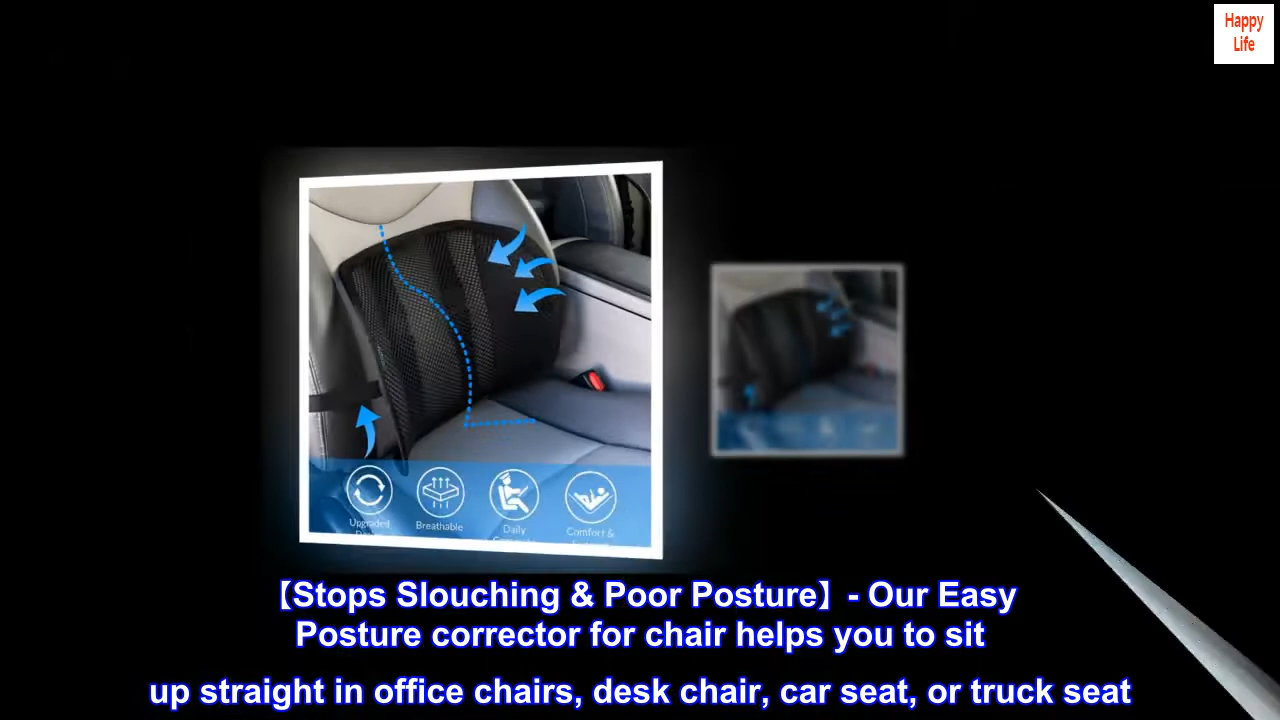 Happy
Life
Upgraded
Breathable
Daily
Comfort &
【Stops Slouching & Poor Posture】- Our Easy
Posture corrector for chair helps you to sit
up straight in office chairs, desk chair, car seat, or truck seat